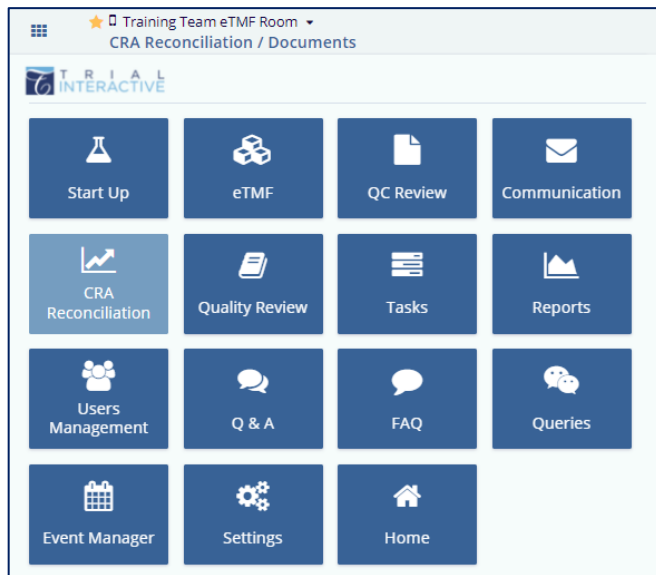 Training Team eTMF Room
CRA Reconciliation / Documents
TRIAL
INTERACTIVE
Start Up
eTMF
QC Review
Communication
CRA
Reconciliation
Quality Review
Tasks
Reports
Users
Management
Q & A
FAQ
Queries
Event Manager
Settings
Home